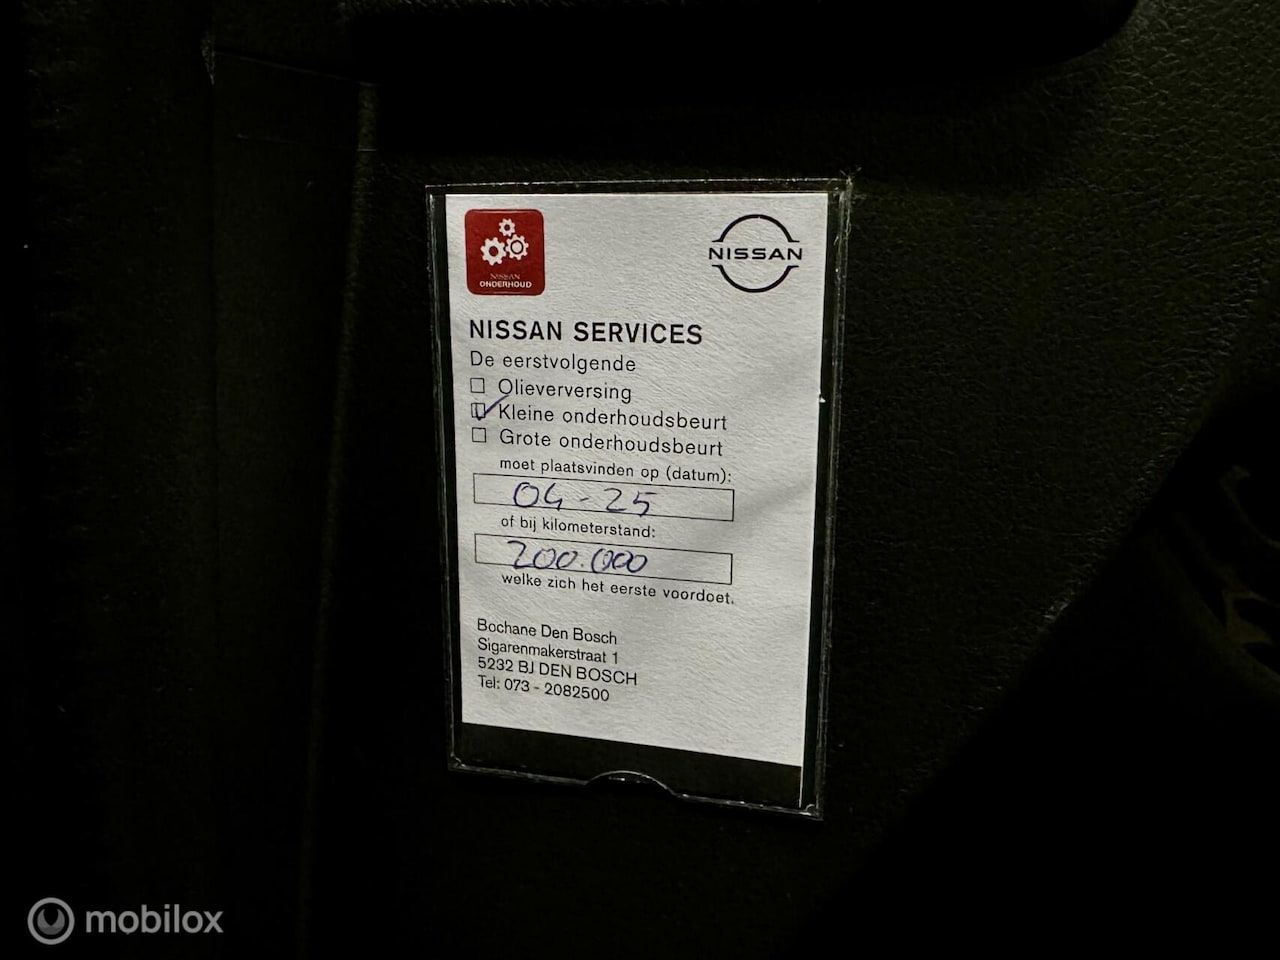 NISSAN
ONDERHOUD
NISSAN
NISSAN SERVICES
De eerstvolgende
Olieverversing
Kleine onderhoudsbeurt
Grote onderhoudsbeurt
moet plaatsvinden op (datum):
04-25
of bij kilometerstand:
200.000
welke zich het eerste voordoet.
Bochane Den Bosch
Sigarenmakerstraat 1
5232 BJ DEN BOSCH
Tel: 073 - 2082500
mobilox